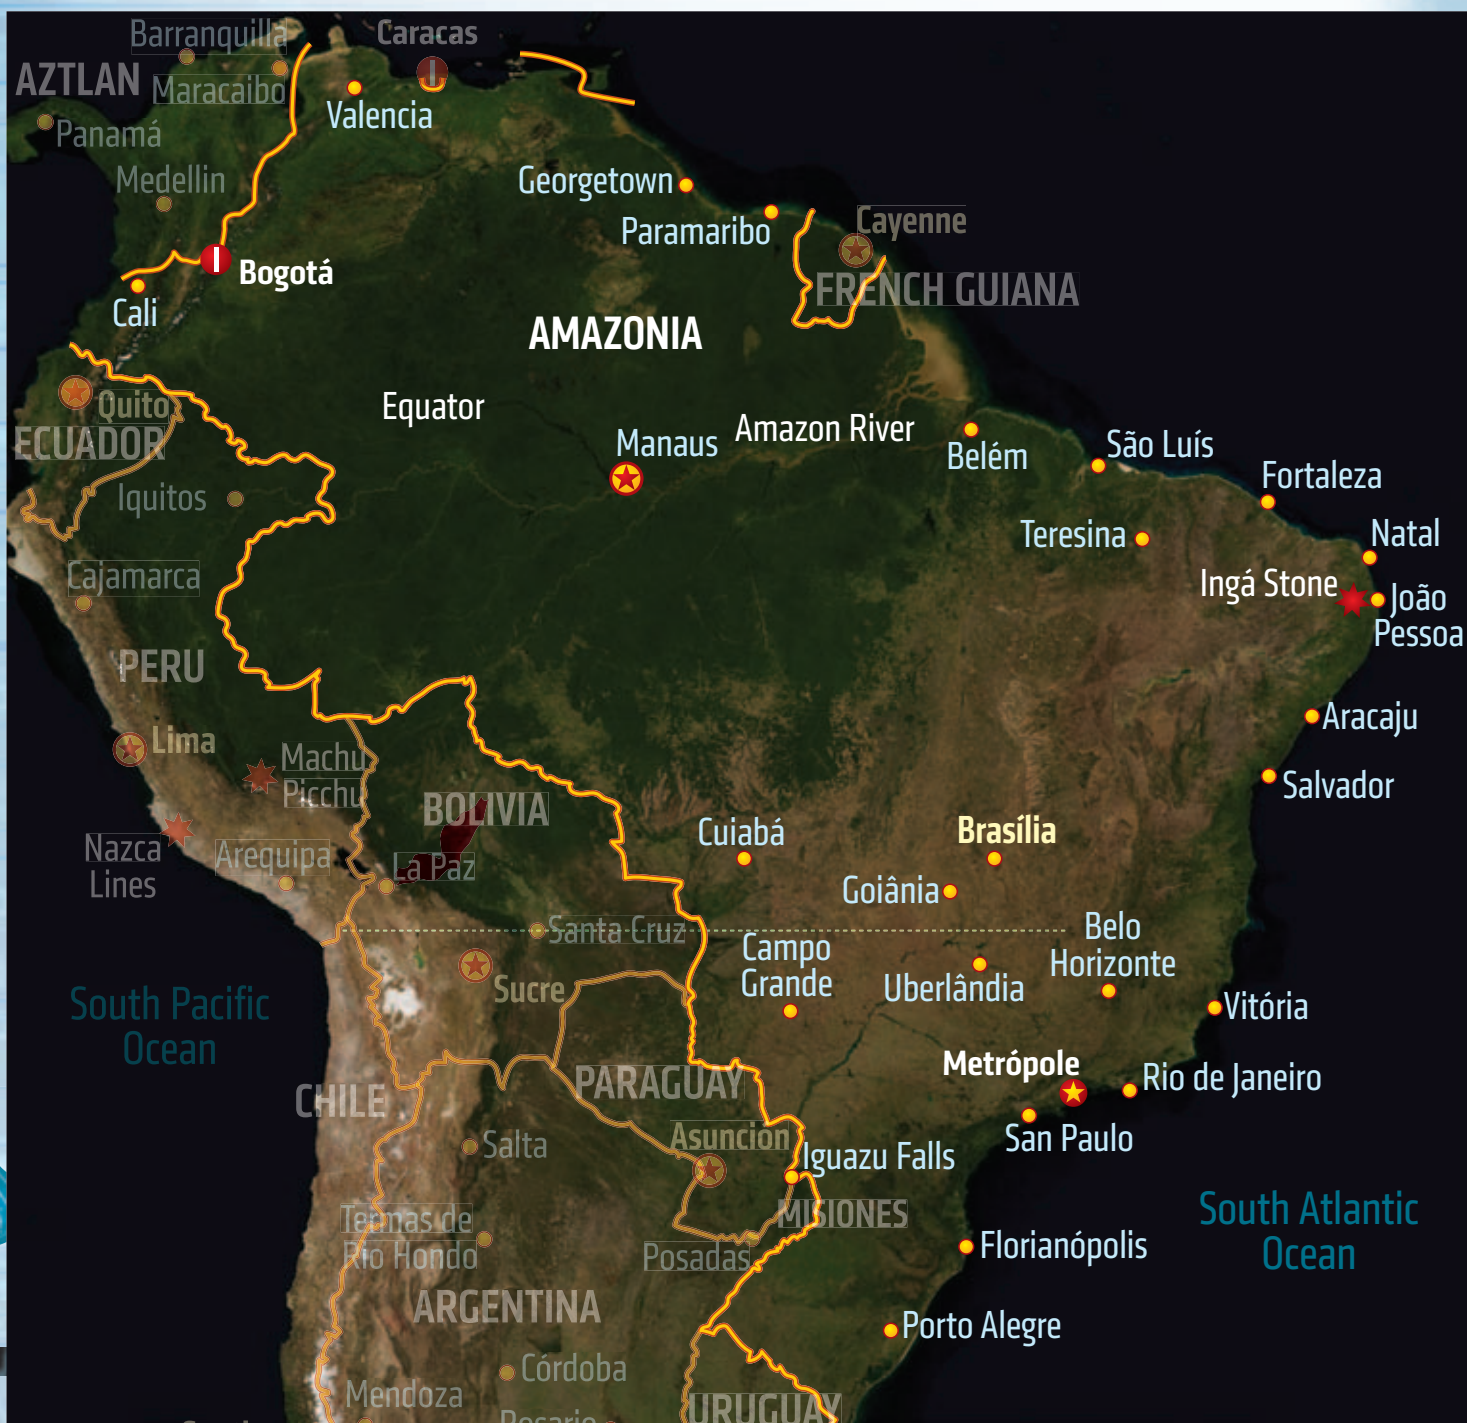 Barranquilla
Caracas
AZTLAN
Maracaibo
Valencia
Panamá
Medellin
Georgetown
Paramaribo
Cayenne
Bogotá
FRENCH GUIANA
Cali
AMAZONIA
Quito
Equator
ECUADOR
Manaus
Amazon River
Belém
São Luís
Fortaleza
Iquitos
Teresina
Natal
Cajamarca
Ingá Stone
João
Pessoa
PERU
Aracaju
Lima
Machu
Picchu
Salvador
BOLIVIA
Cuiabá
Brasília
Nazca
Lines
Arequipa
La Paz
Goiânia
Santa Cruz
Campo
Grande
Belo
Horizonte
Sucre
Uberlândia
South Pacific
Ocean
Vitória
Metrópole
PARAGUAY
Rio de Janeiro
CHILE
Asunción
Salta
San Paulo
Iguazu Falls
MISIONES
Termas de
Rio Hondo
South Atlantic
Ocean
Posadas
Florianópolis
ARGENTINA
Porto Alegre
Córdoba
Mendoza
URUGUAY
Rosario